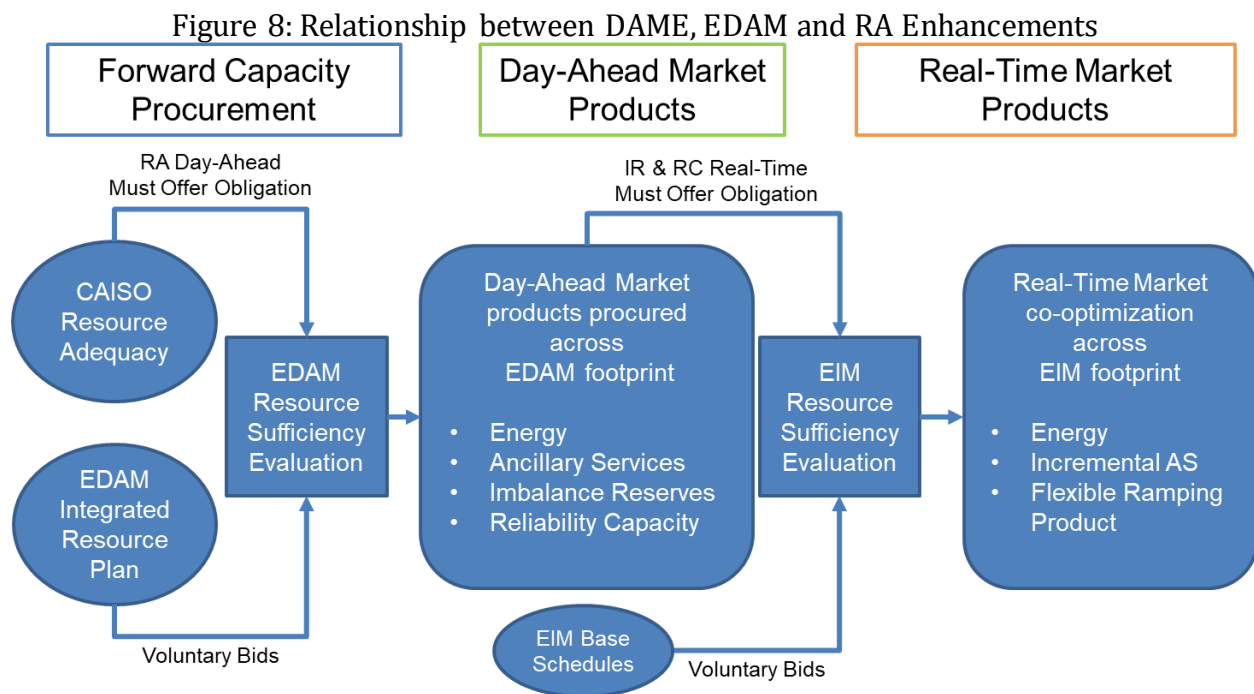 Figure 8: Relationship between DAME, EDAM and RA Enhancements
Forward Capacity
Procurement
Day-Ahead Market
Products
Real-Time Market
Products
RA Day-Ahead
Must Offer Obligation
IR & RC Real-Time
Must Offer Obligation
CAISO
Resource
Adequacy
EDAM
Integrated
Resource
Plan
EDAM
Resource
Sufficiency
Evaluation
Day-Ahead Market
products procured
across
EDAM footprint
• Energy
• Ancillary Services
• Imbalance Reserves
• Reliability Capacity
EIM
Resource
Sufficiency
Evaluation
Real-Time Market
co-optimization
across
EIM footprint
• Energy
• Incremental AS
• Flexible Ramping
Product
Voluntary Bids
EIM Base
Schedules
Voluntary Bids